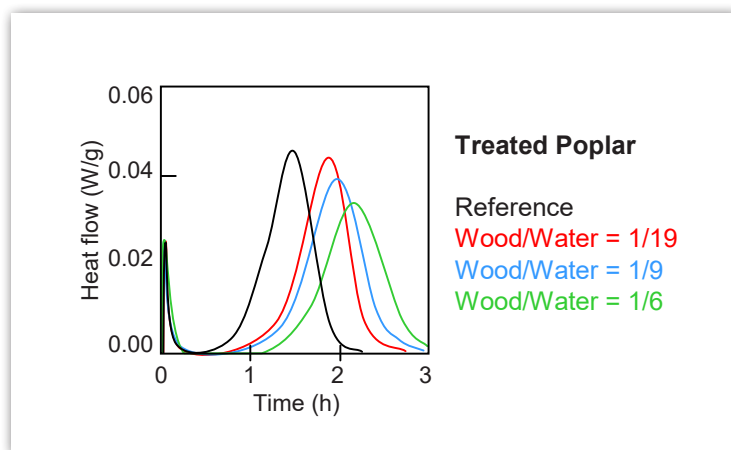 0.06
0.04
0.02
0.00
Heat flow (W/g)
0 1 2 3
Time (h)
Treated Poplar
Reference
Wood/Water = 1/19
Wood/Water = 1/9
Wood/Water = 1/6